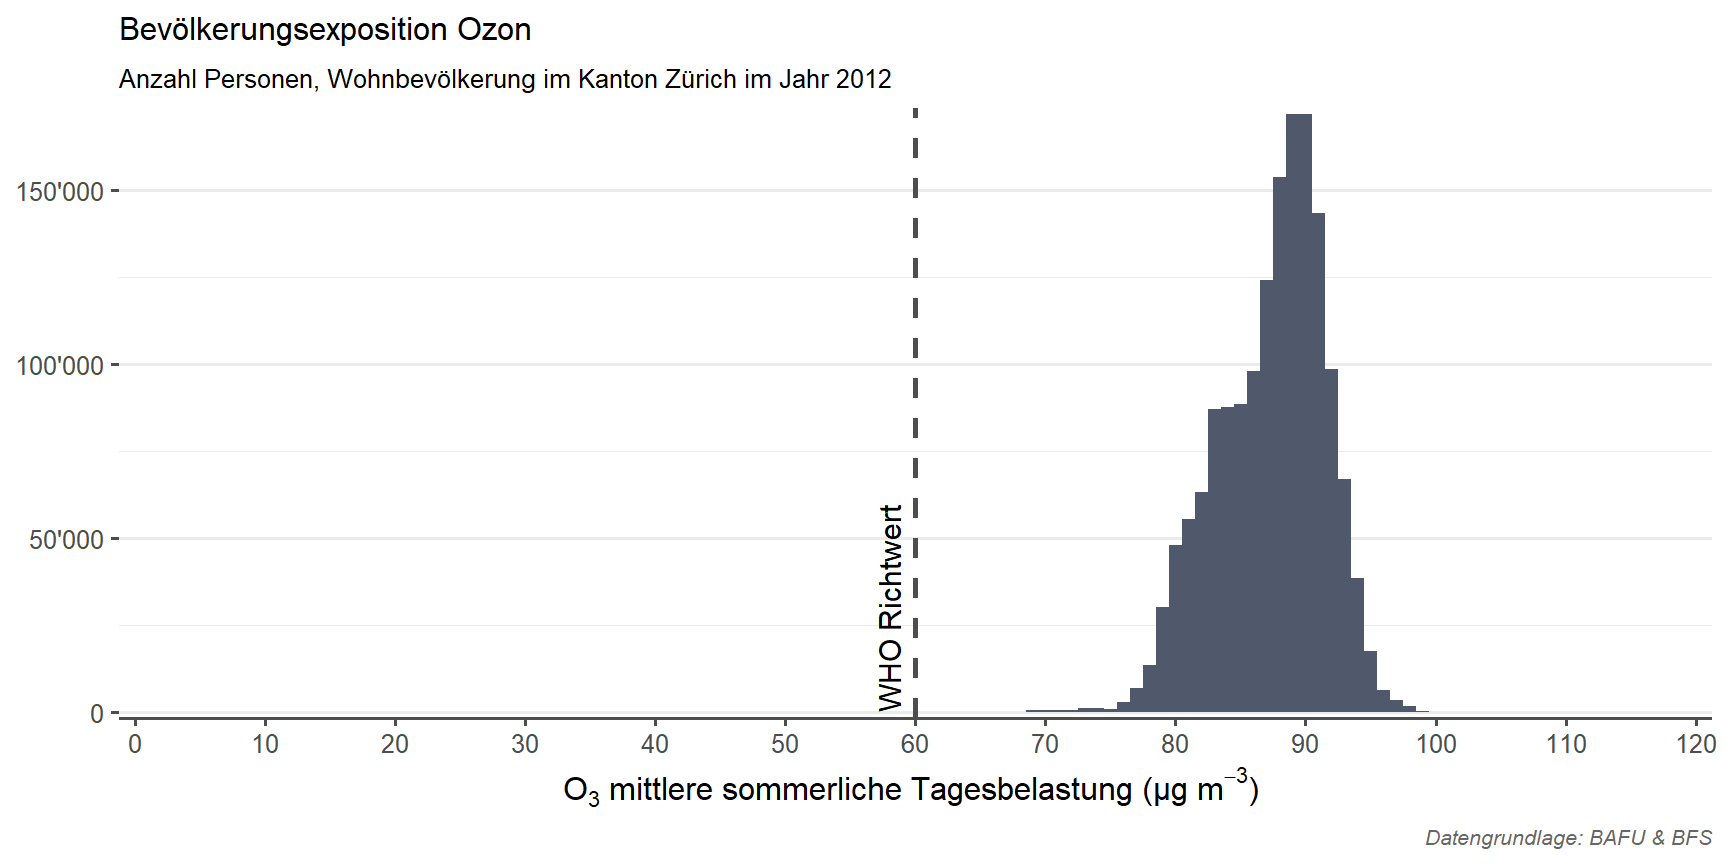 Bevölkerungsexposition Ozon
Anzahl Personen, Wohnbevölkerung im Kanton Zürich im Jahr 2012
150'000
100'000
50'000
0
WHO Richtwert
0 10 20 30 40 50 60 70 80 90 100 110 120
O₃ mittlere sommerliche Tagesbelastung (µg m⁻³)
Datengrundlage: BAFU & BFS